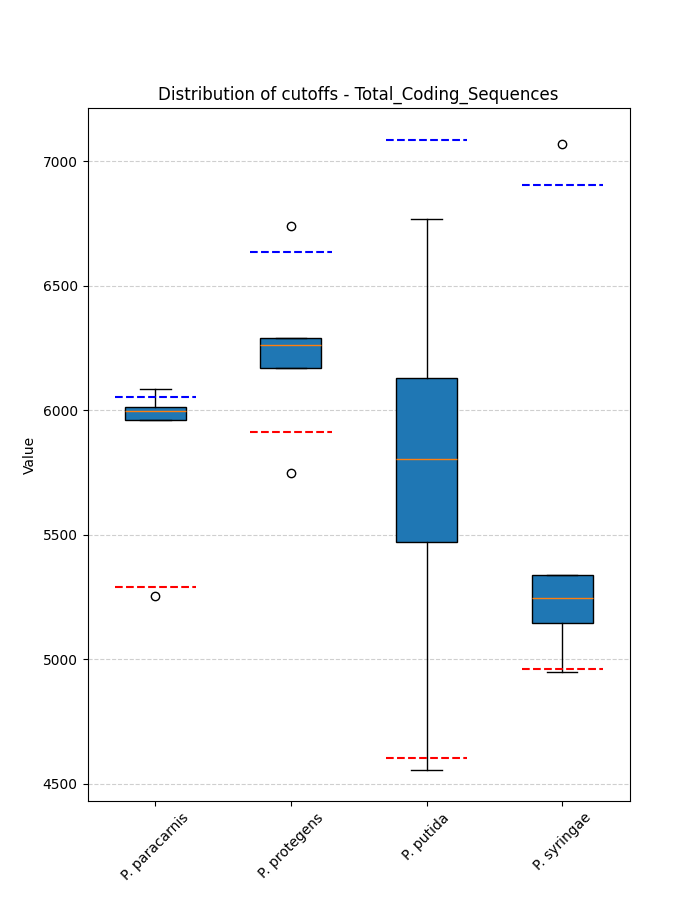 Distribution of cutoffs - Total_Coding_Sequences
7000
6500
6000
5500
5000
4500
Value
P. paracarnis
P. protegens
P. putida
P. syringae